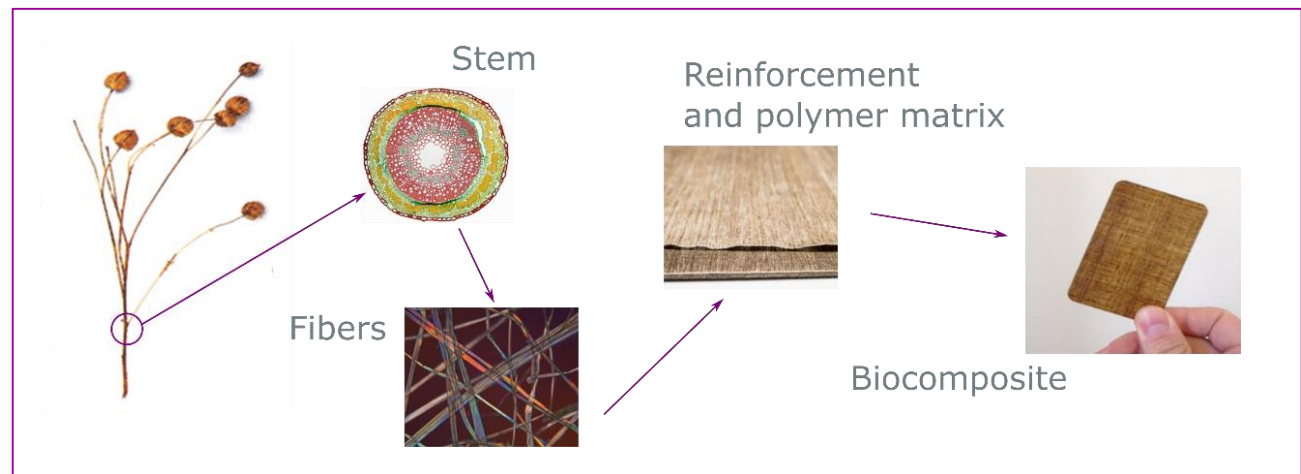 Stem
Reinforcement
and polymer matrix
Fibers
Biocomposite